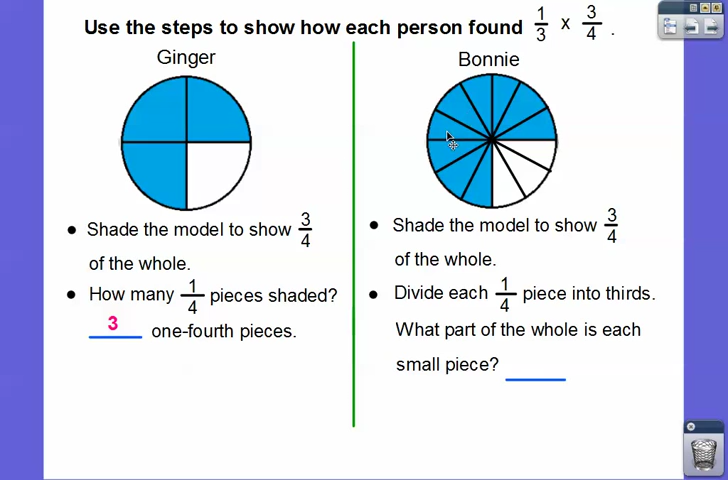 Use the steps to show how each person found 1/3 x 3/4 .
Ginger
● Shade the model to show 3/4
of the whole.
● How many 1/4 pieces shaded?
3 one-fourth pieces.
Bonnie
● Shade the model to show 3/4
of the whole.
● Divide each 1/4 piece into thirds.
What part of the whole is each
small piece? ____